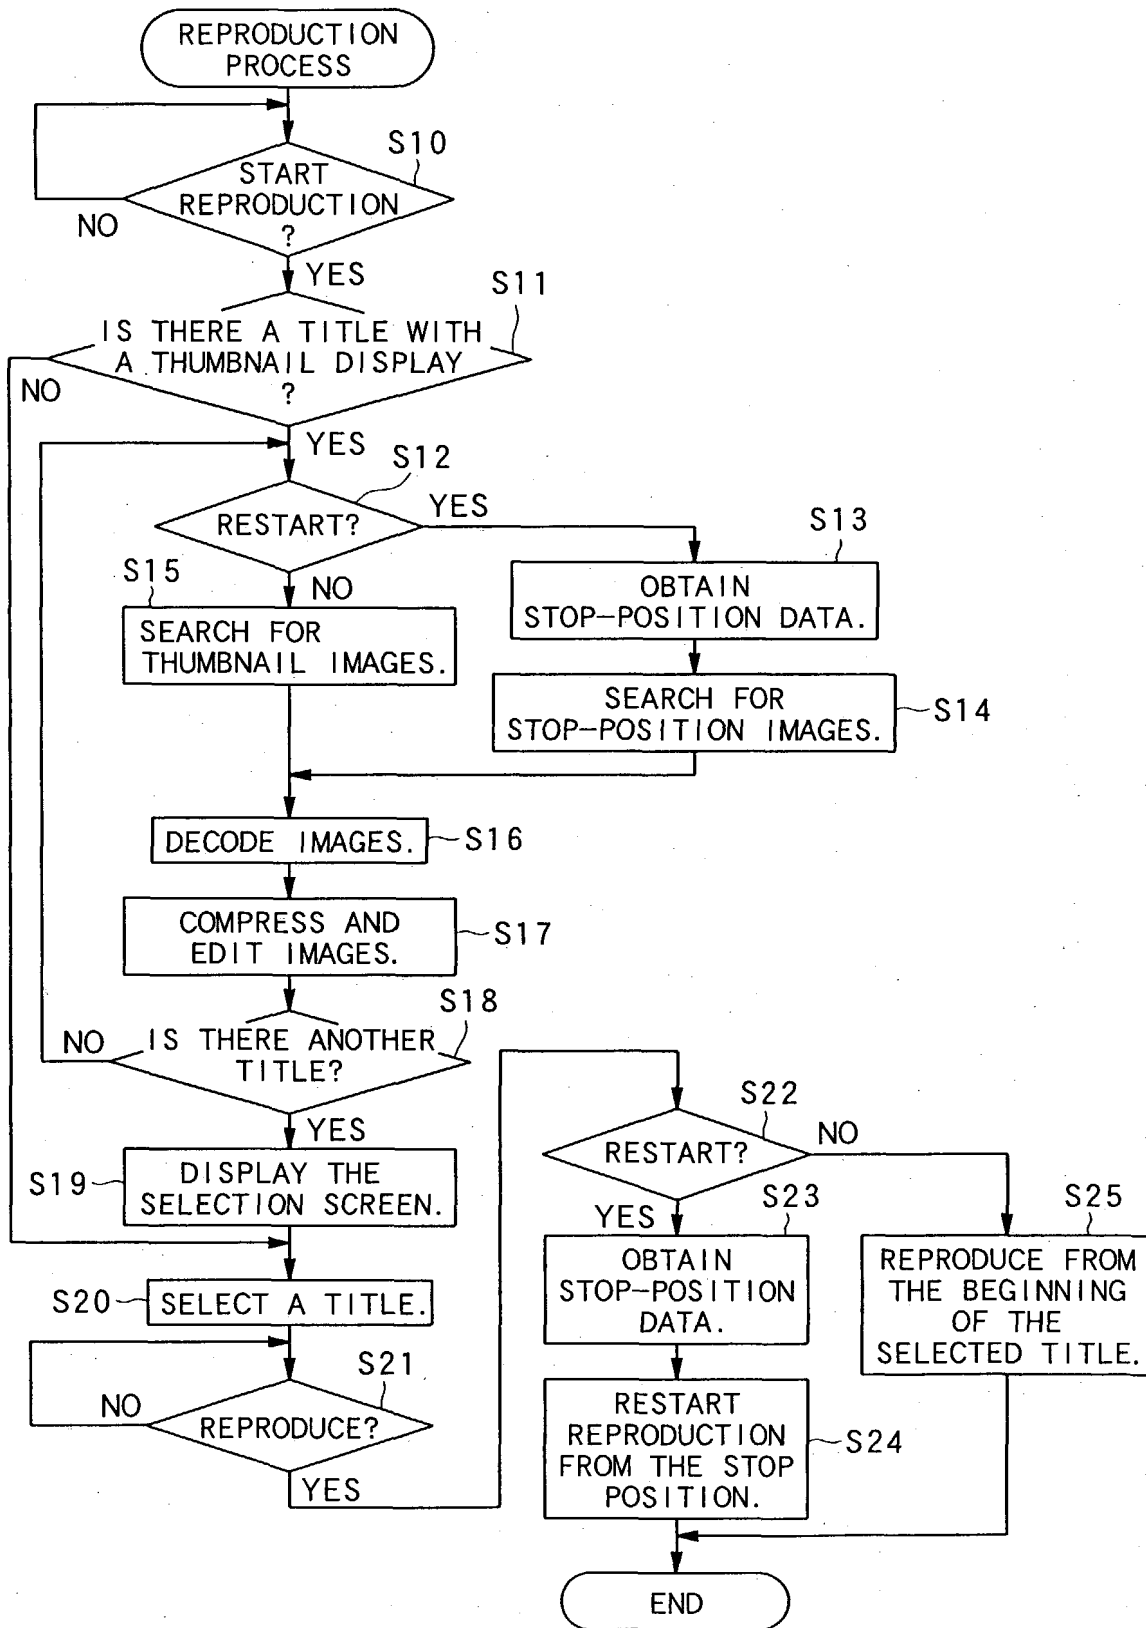 REPRODUCTION
PROCESS
S10
START
REPRODUCTION
?
NO
YES
S11
IS THERE A TITLE WITH
A THUMBNAIL DISPLAY
?
NO
YES
S12
RESTART?
YES
S13
OBTAIN
STOP-POSITION DATA.
S15
NO
SEARCH FOR
THUMBNAIL IMAGES.
SEARCH FOR
STOP-POSITION IMAGES.
S14
DECODE IMAGES.
S16
COMPRESS AND
EDIT IMAGES.
S17
S18
IS THERE ANOTHER
TITLE?
NO
YES
S19
DISPLAY THE
SELECTION SCREEN.
S20
SELECT A TITLE.
S21
REPRODUCE?
NO
YES
S22
RESTART?
NO
YES
S23
OBTAIN
STOP-POSITION
DATA.
S25
REPRODUCE FROM
THE BEGINNING
OF THE
SELECTED TITLE.
RESTART
REPRODUCTION
FROM THE STOP
POSITION.
S24
END